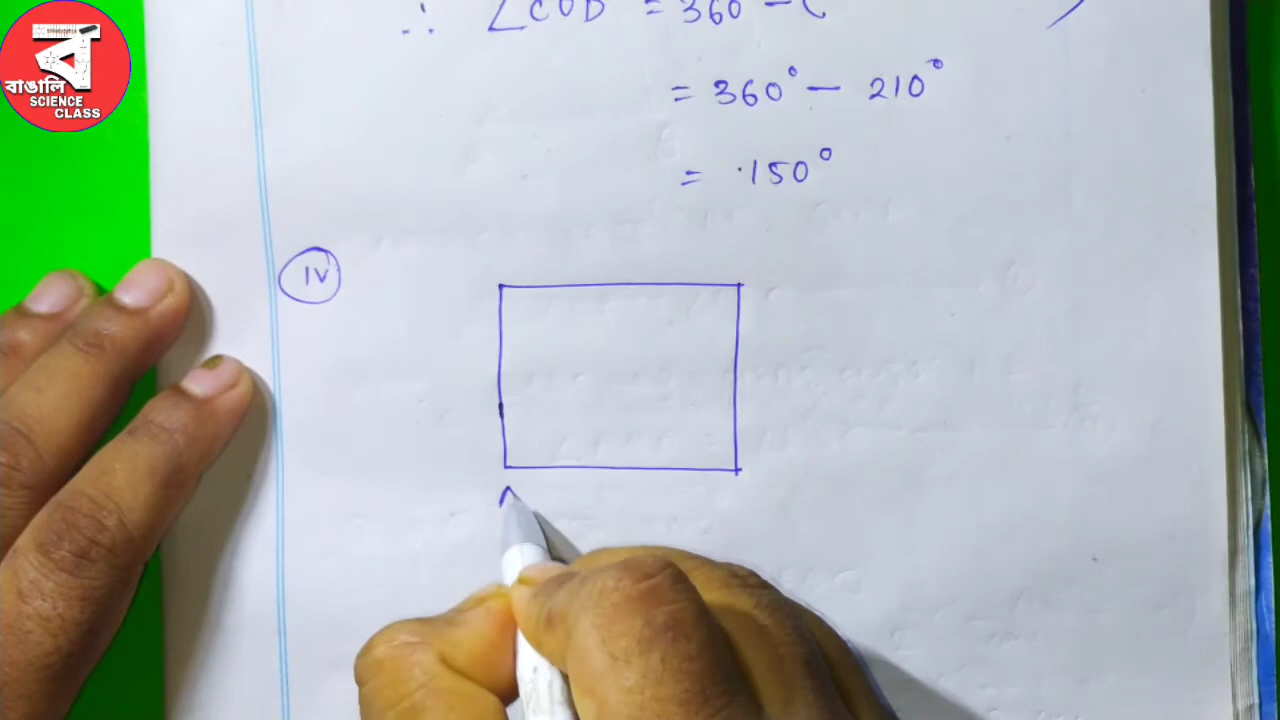 বাঙালি
SCIENCE
CLASS
∴ ∠COD = 360 - (
= 360° - 210°
= 150°
IV